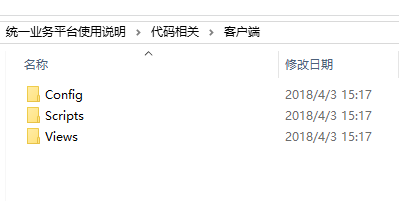 统一业务平台使用说明 › 代码相关 › 客户端
名称 修改日期
Config 2018/4/3 15:17
Scripts 2018/4/3 15:17
Views 2018/4/3 15:17